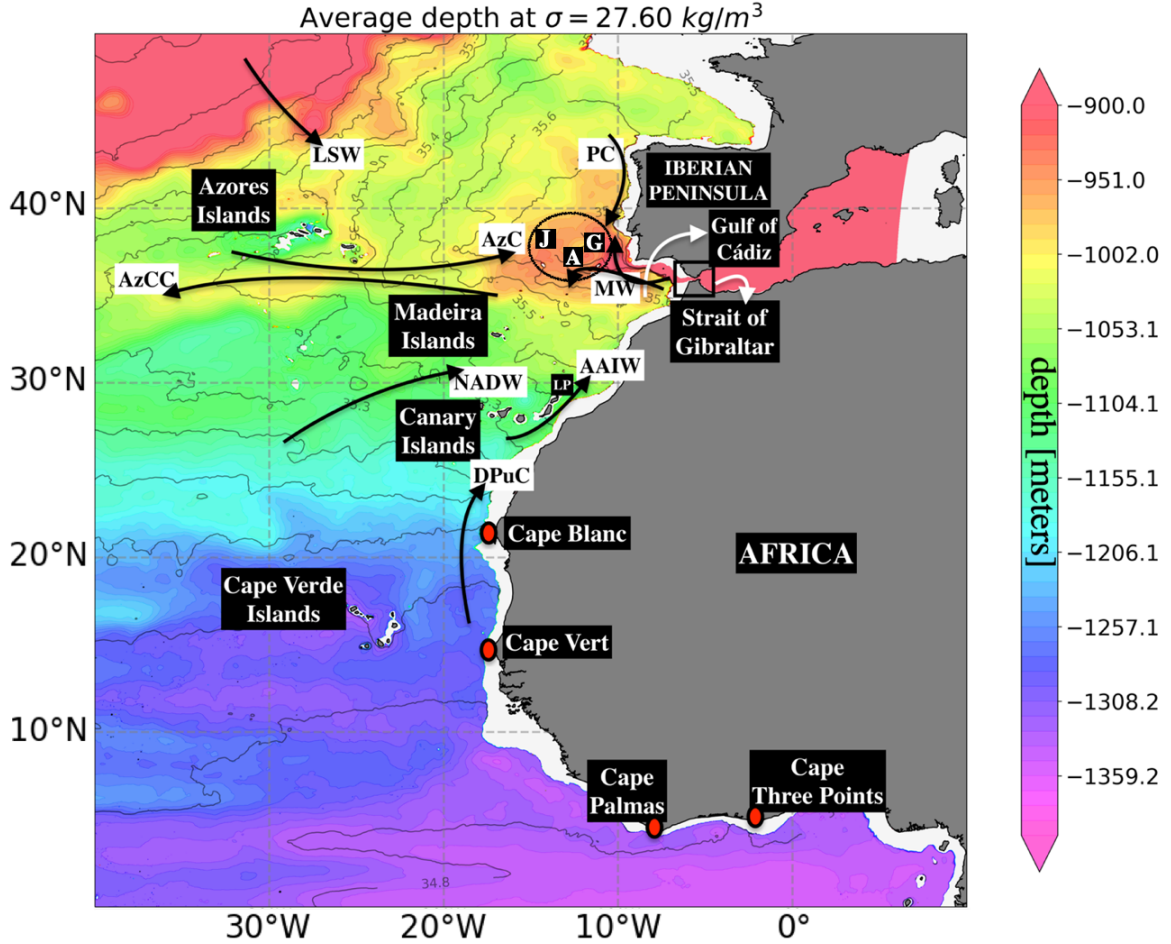 Average depth at σ = 27.60 kg/m³
35.5
35.5
LSW
35.4
35.6
PC
IBERIAN
PENINSULA
40°N
Azores
Islands
AzC
J
G
A
Gulf of
Cádiz
AzCC
MW
35.5
Madeira
Islands
Strait of
Gibraltar
30°N
NADW
LP
AAIW
Canary
Islands
DPuC
20°N
Cape Blanc
AFRICA
Cape Verde
Islands
Cape Vert
10°N
Cape
Palmas
Cape
Three Points
34.8
30°W
20°W
10°W
0°
−900.0
−951.0
−1002.0
−1053.1
−1104.1
−1155.1
−1206.1
−1257.1
−1308.2
−1359.2
depth [meters]